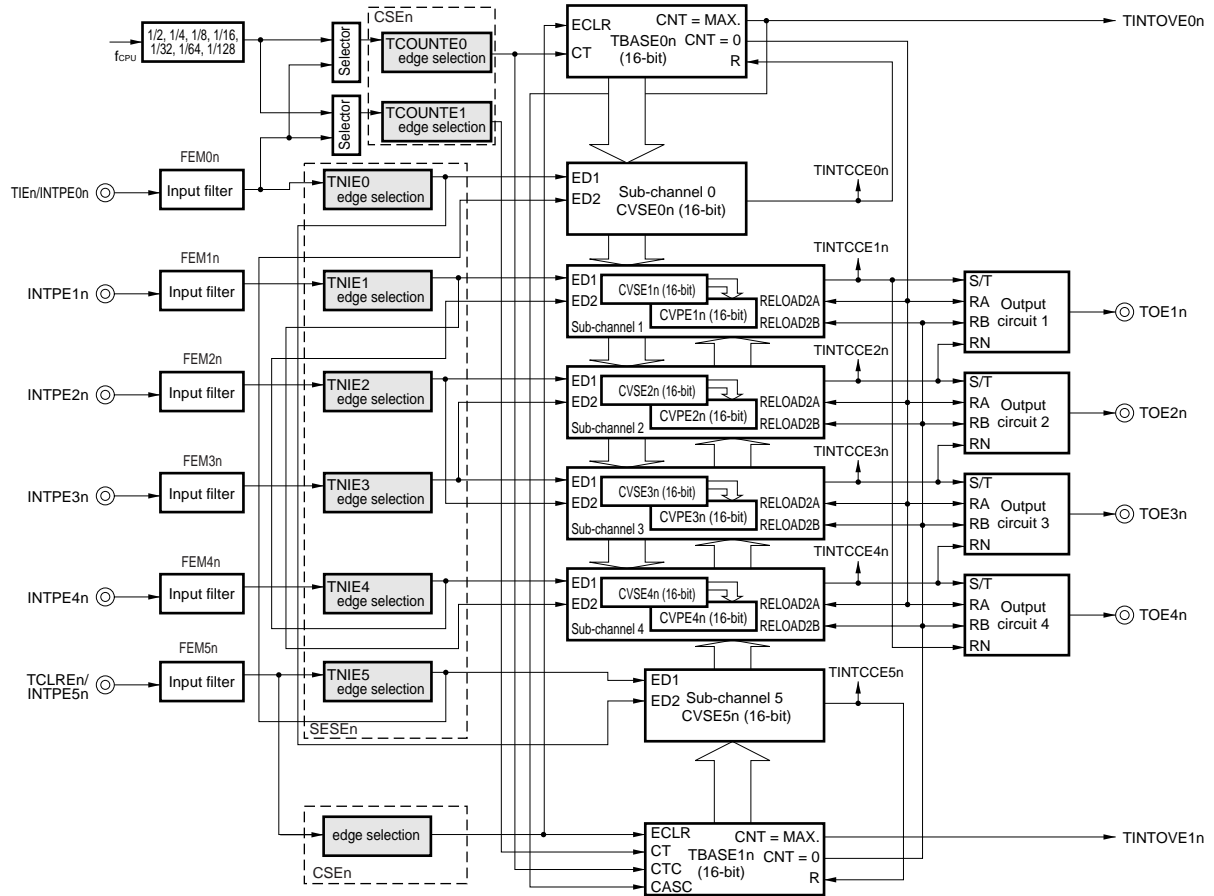 CSEn
1/2, 1/4, 1/8, 1/16,
1/32, 1/64, 1/128
fCPU
Selector
TCOUNTE0
edge selection
Selector
TCOUNTE1
edge selection
ECLR
CT
TBASE0n
(16-bit)
CNT = MAX.
CNT = 0
R
TINTOVE0n
FEM0n
TIEn/INTPE0n
Input filter
TNIE0
edge selection
ED1
ED2
Sub-channel 0
CVSE0n (16-bit)
TINTCCE0n
FEM1n
INTPE1n
Input filter
TNIE1
edge selection
ED1
ED2
CVSE1n (16-bit)
CVPE1n (16-bit)
Sub-channel 1
RELOAD2A
RELOAD2B
TINTCCE1n
S/T
RA
RB
RN
Output
circuit 1
TOE1n
FEM2n
INTPE2n
Input filter
TNIE2
edge selection
ED1
ED2
CVSE2n (16-bit)
CVPE2n (16-bit)
Sub-channel 2
RELOAD2A
RELOAD2B
TINTCCE2n
S/T
RA
RB
RN
Output
circuit 2
TOE2n
FEM3n
INTPE3n
Input filter
TNIE3
edge selection
ED1
ED2
CVSE3n (16-bit)
CVPE3n (16-bit)
Sub-channel 3
RELOAD2A
RELOAD2B
TINTCCE3n
S/T
RA
RB
RN
Output
circuit 3
TOE3n
FEM4n
INTPE4n
Input filter
TNIE4
edge selection
ED1
ED2
CVSE4n (16-bit)
CVPE4n (16-bit)
Sub-channel 4
RELOAD2A
RELOAD2B
TINTCCE4n
S/T
RA
RB
RN
Output
circuit 4
TOE4n
FEM5n
TCLREn/
INTPE5n
Input filter
TNIE5
edge selection
SESEn
ED1
ED2
Sub-channel 5
CVSE5n (16-bit)
TINTCCE5n
edge selection
CSEn
ECLR
CT
CTC
CASC
TBASE1n
(16-bit)
CNT = MAX.
CNT = 0
R
TINTOVE1n